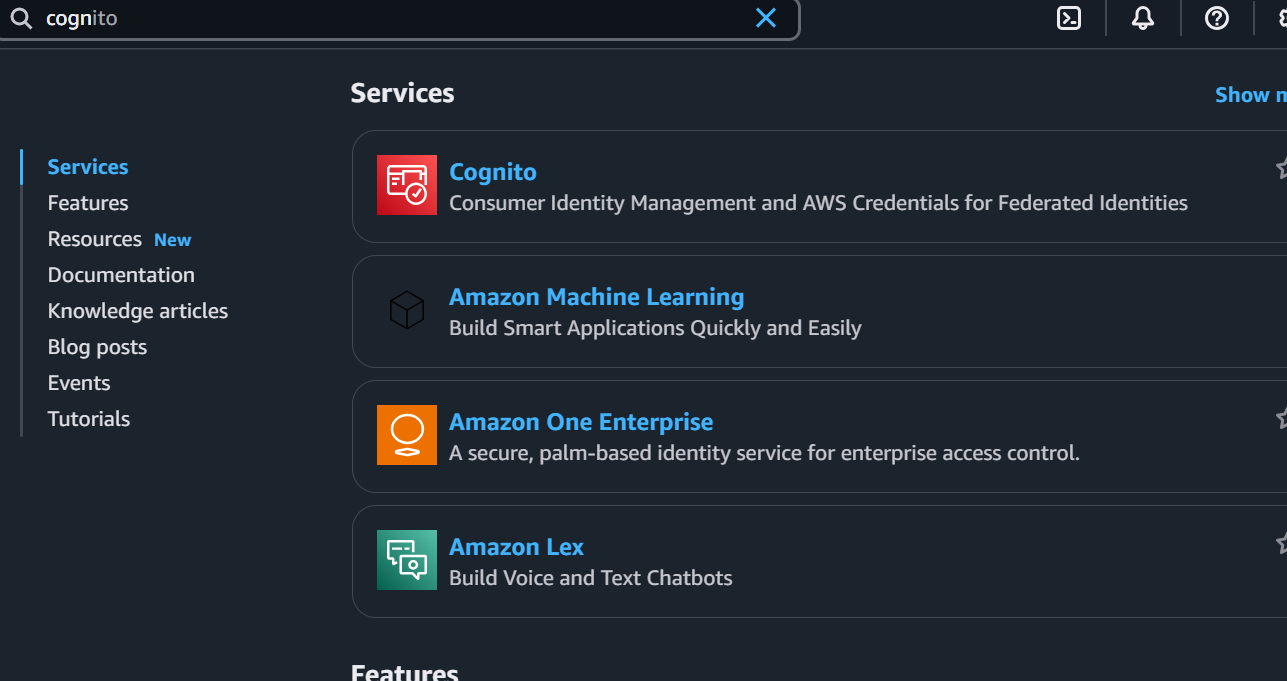 cognito
Services
Show m
Services
Features
Resources New
Documentation
Knowledge articles
Blog posts
Events
Tutorials
Cognito
Consumer Identity Management and AWS Credentials for Federated Identities
Amazon Machine Learning
Build Smart Applications Quickly and Easily
Amazon One Enterprise
A secure, palm-based identity service for enterprise access control.
Amazon Lex
Build Voice and Text Chatbots
Features